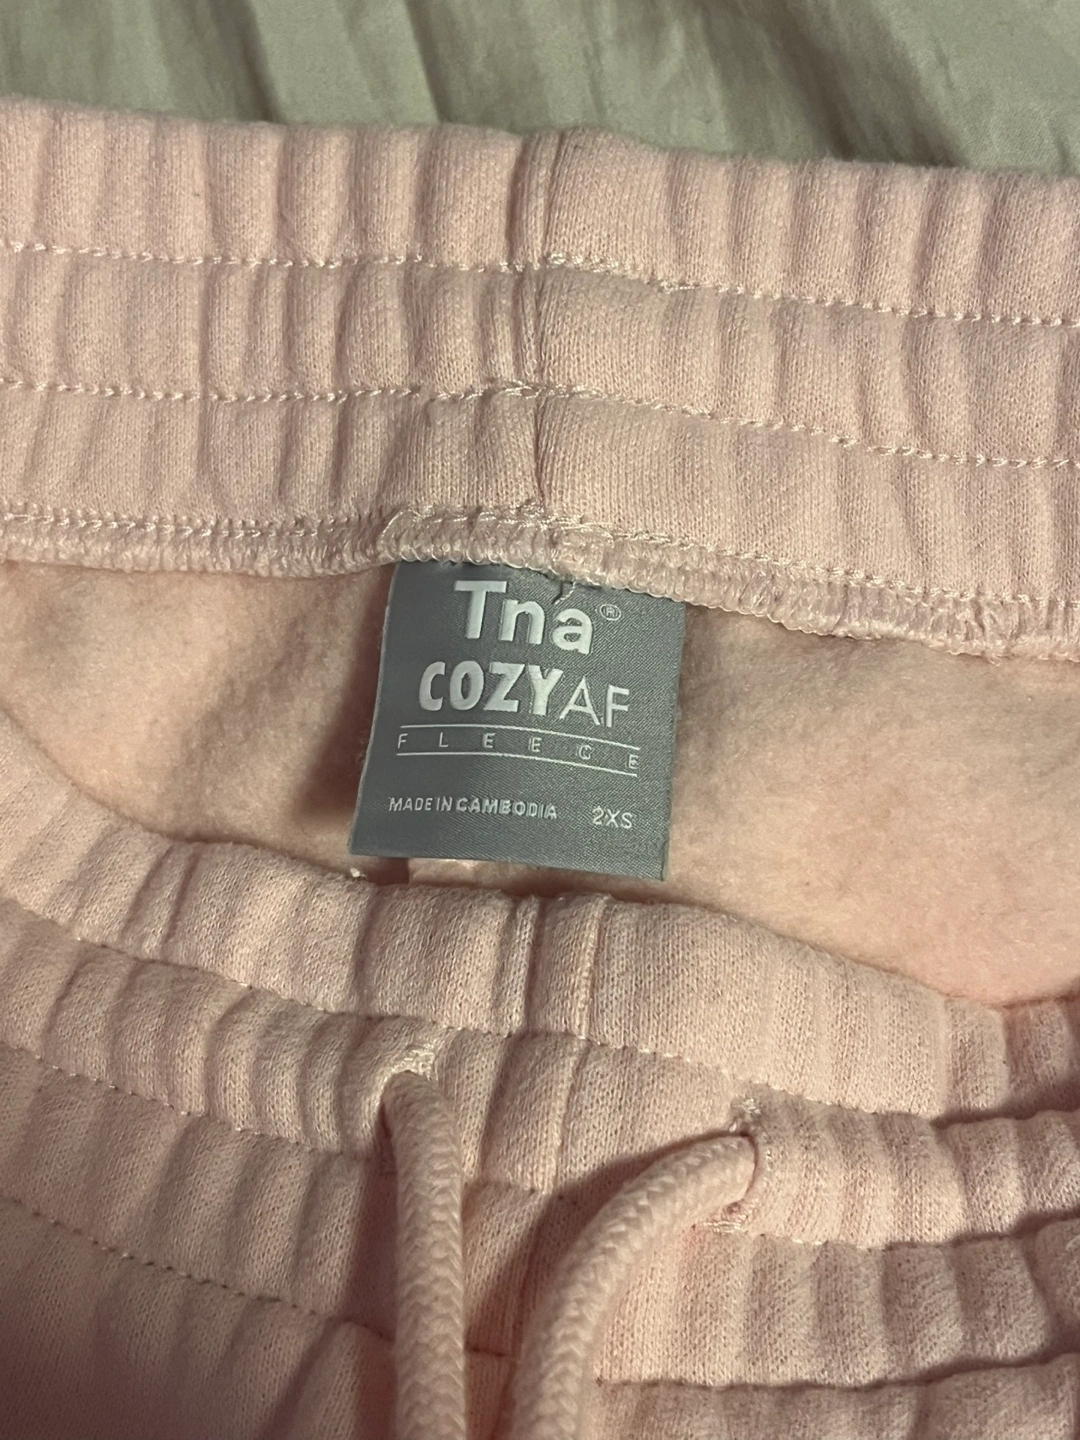 Tna®
COZYAF
FLEECE
MADE IN CAMBODIA 2XS